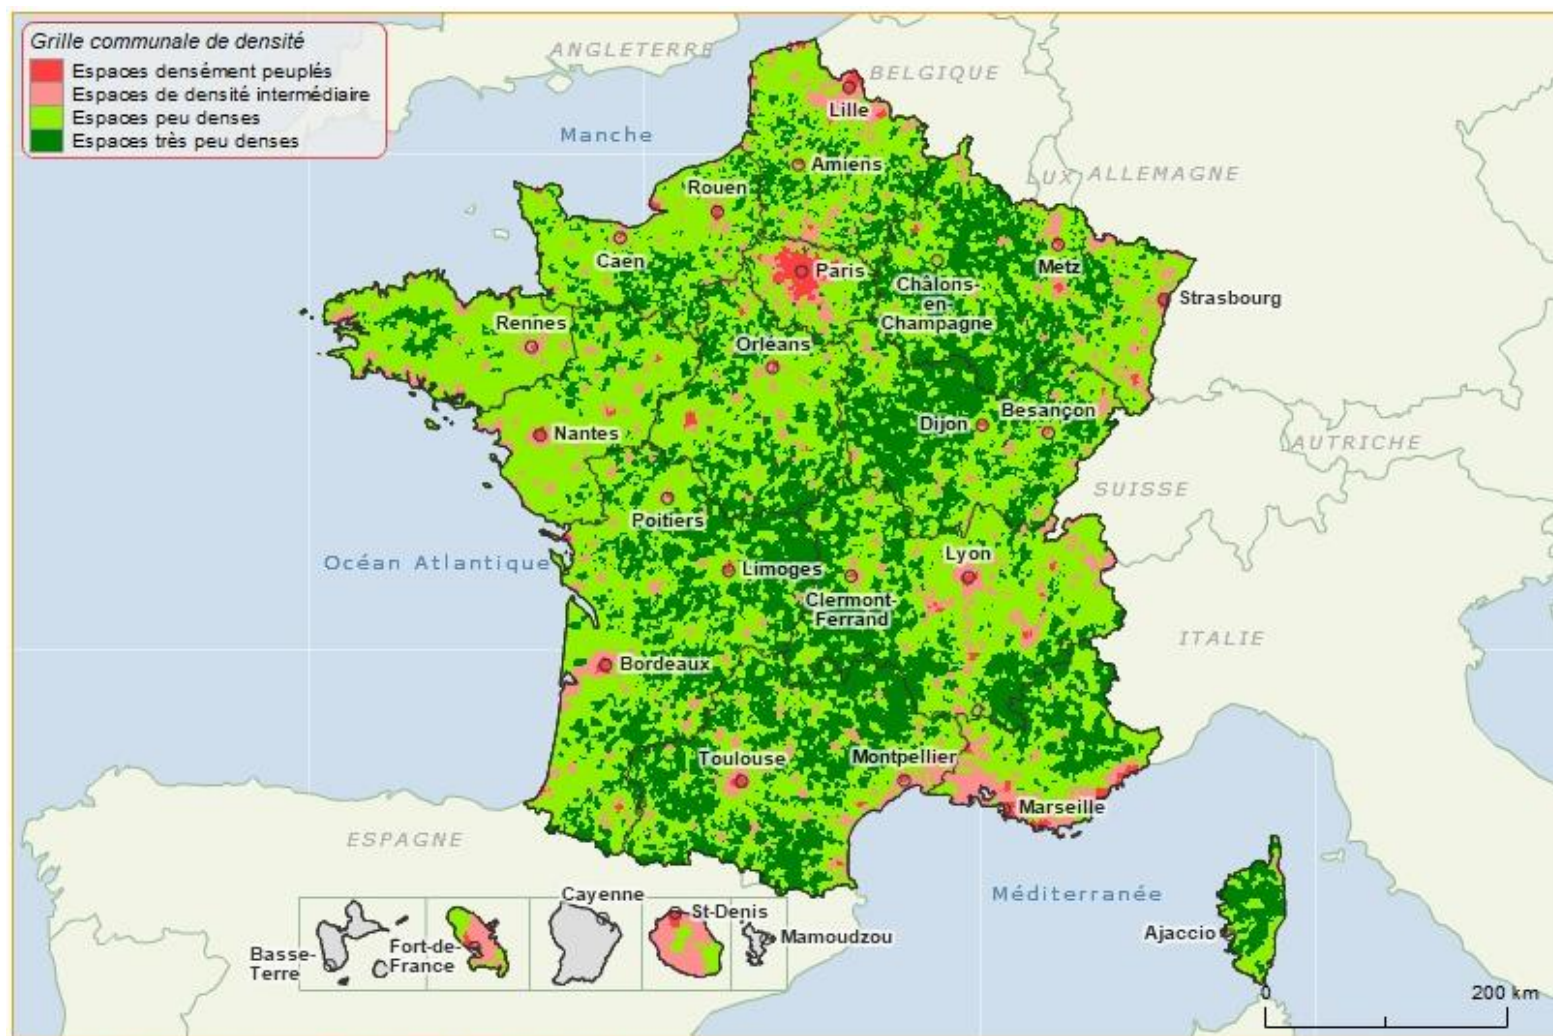 Grille communale de densité
Espaces densément peuplés
Espaces de densité intermédiaire
Espaces peu denses
Espaces très peu denses
ANGLETERRE
BELGIQUE
Lille
Manche
Amiens
LUX
ALLEMAGNE
Rouen
Caen
Paris
Metz
Châlons-
en-
Champagne
Strasbourg
Rennes
Orléans
Nantes
Dijon
Besançon
AUTRICHE
SUISSE
Poitiers
Océan Atlantique
Limoges
Lyon
Clermont-
Ferrand
ITALIE
Bordeaux
Toulouse
Montpellier
Marseille
ESPAGNE
Méditerranée
Ajaccio
Cayenne
St-Denis
Mamoudzou
Basse-
Terre
Fort-de-
France
0
200 km